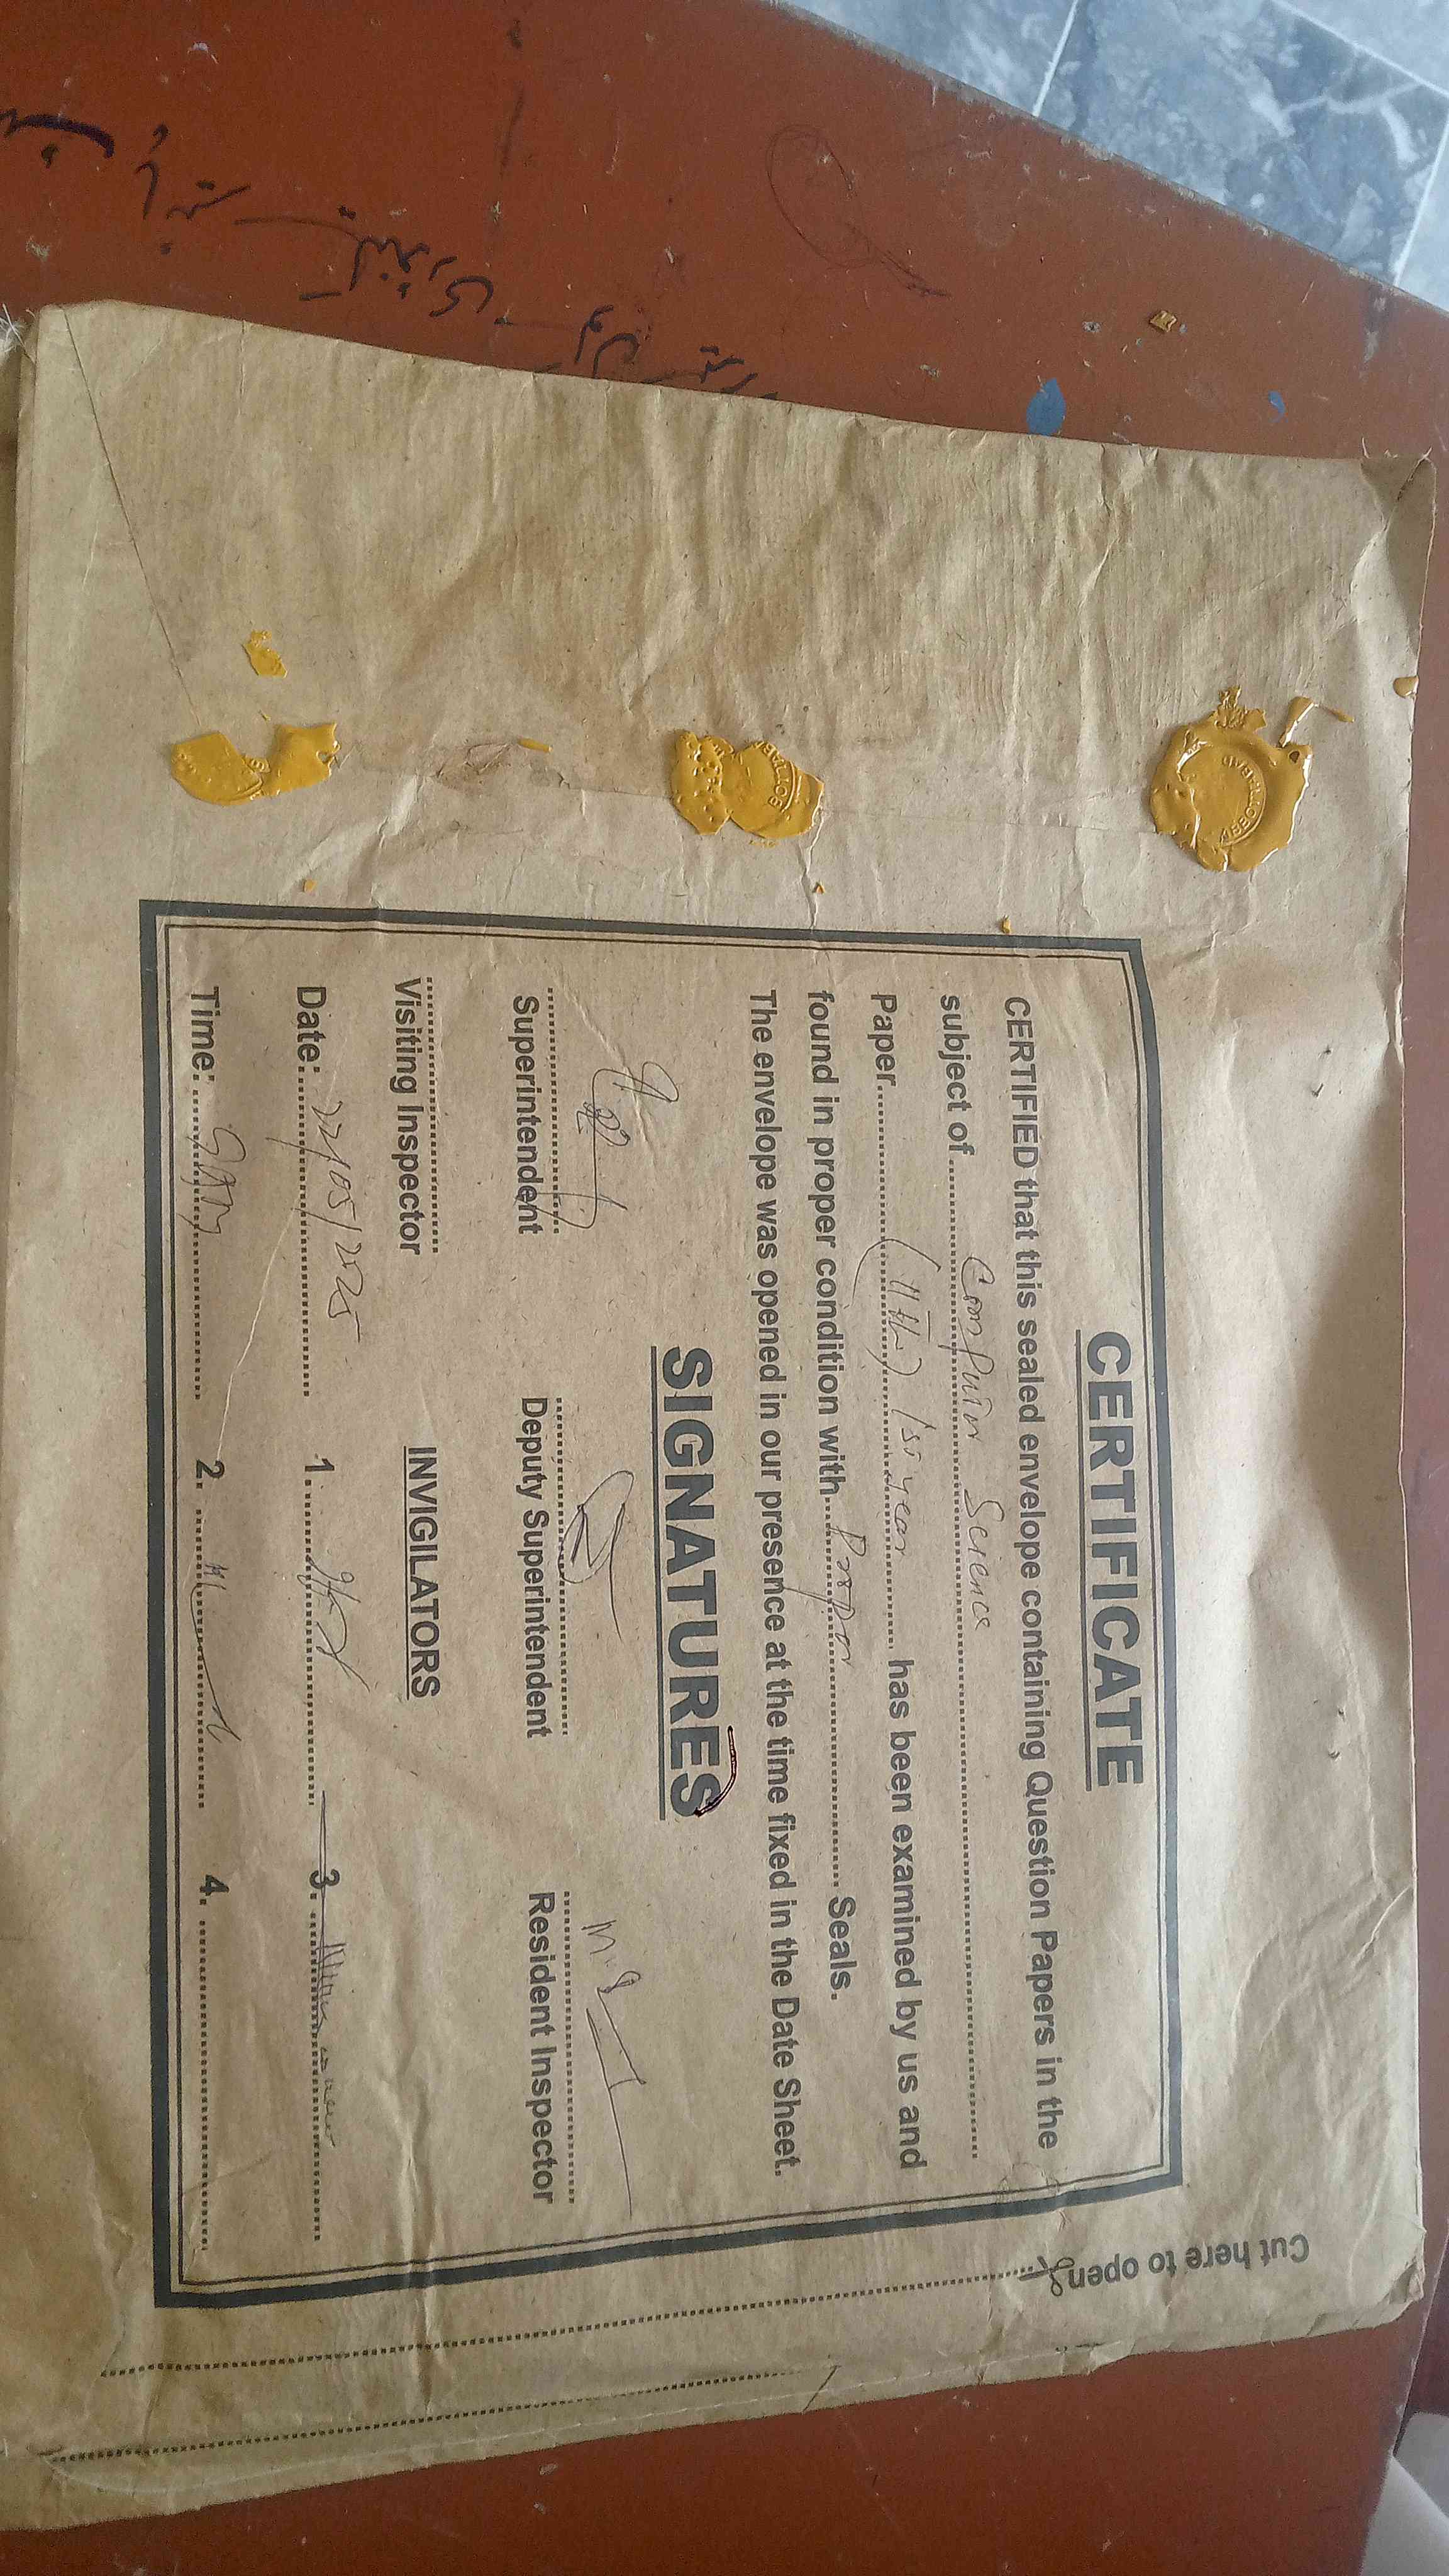 CERTIFICATE
CERTIFIED that this sealed envelope containing Question Papers in the
subject of Computer Science
Paper (11th) 1st year has been examined by us and
found in proper condition with Proper Seals.
The envelope was opened in our presence at the time fixed in the Date Sheet.
SIGNATURES
Superintendent Deputy Superintendent Resident Inspector
Visiting Inspector INVIGILATORS
Date: 22/05/2025 1. 3.
Time: 9 Am 2. 4.
Cut here to open
ABBOTTABAD